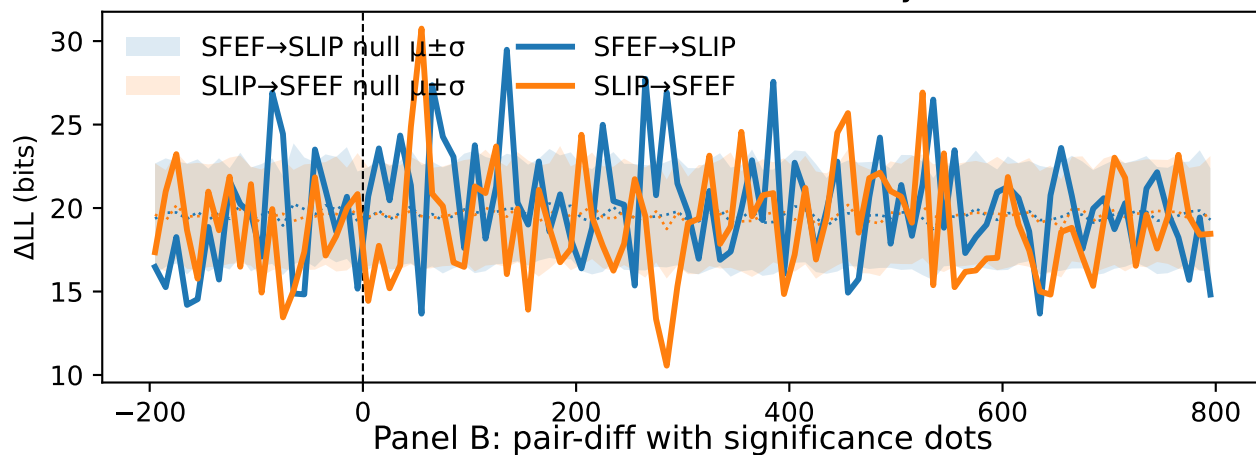 30
25
20
15
10
ΔLL (bits)
SFEF→SLIP null μ±σ
SLIP→SFEF null μ±σ
SFEF→SLIP
SLIP→SFEF
−200 0 200 400 600 800
Panel B: pair-diff with significance dots